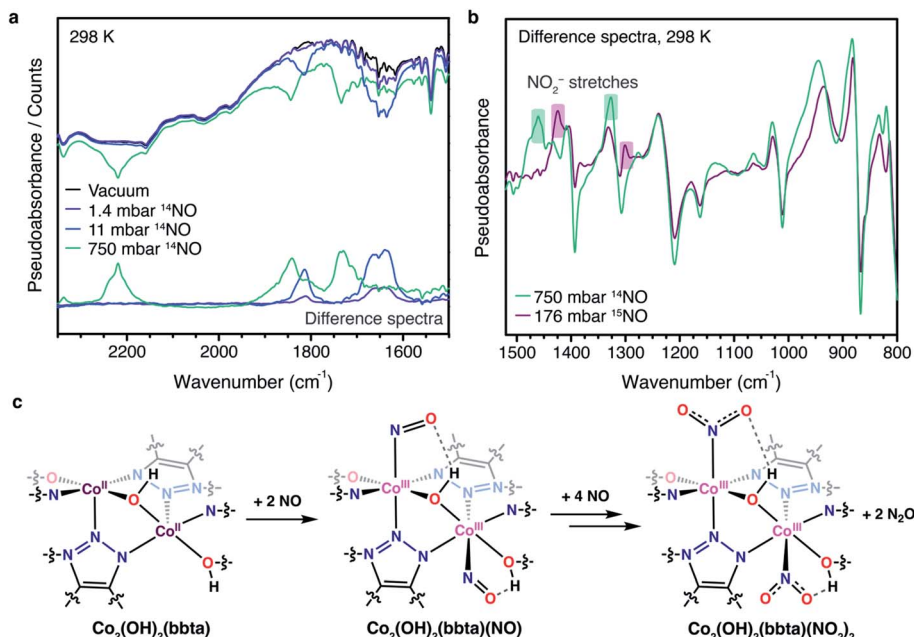 a
298 K
Pseudoabsorbance / Counts
Vacuum
1.4 mbar ¹⁴NO
11 mbar ¹⁴NO
750 mbar ¹⁴NO
Difference spectra
2200 2000 1800 1600
Wavenumber (cm⁻¹)
b
Difference spectra, 298 K
NO₂⁻ stretches
Pseudoabsorbance
750 mbar ¹⁴NO
176 mbar ¹⁵NO
1500 1400 1300 1200 1100 1000 900 800
Wavenumber (cm⁻¹)
c
O N Co^II O H N N N N Co^II N N N O H
+ 2 NO
N O O N Co^III O H N N N N Co^III N N N O H N O
+ 4 NO
O N O O N Co^III O H N N N N Co^III N N N O H N O O
+ 2 N₂O
Co₂(OH)₂(bbta)
Co₂(OH)₂(bbta)(NO)
Co₂(OH)₂(bbta)(NO₂)₂